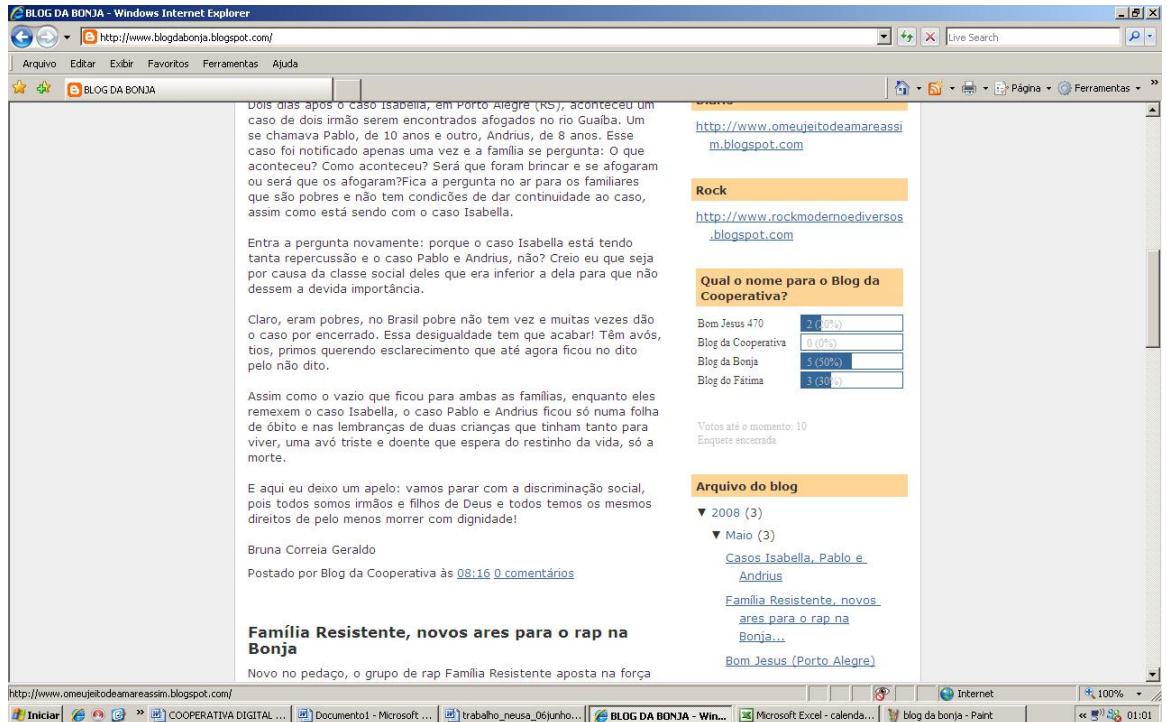 BLOG DA BONJA - Windows Internet Explorer
http://www.blogdabonja.blogspot.com/
Live Search
Arquivo Editar Exibir Favoritos Ferramentas Ajuda
BLOG DA BONJA
Página
Ferramentas
»
Dois dias após o caso Isabella, em Porto Alegre (RS), aconteceu um
caso de dois irmão serem encontrados afogados no rio Guaíba. Um
se chamava Pablo, de 10 anos e outro, Andrius, de 8 anos. Esse
caso foi notificado apenas uma vez e a família se pergunta: O que
aconteceu? Como aconteceu? Será que foram brincar e se afogaram
ou será que os afogaram?Fica a pergunta no ar para os familiares
que são pobres e não tem condicões de dar continuidade ao caso,
assim como está sendo com o caso Isabella.
Entra a pergunta novamente: porque o caso Isabella está tendo
tanta repercussão e o caso Pablo e Andrius, não? Creio eu que seja
por causa da classe social deles que era inferior a dela para que não
dessem a devida importância.
Claro, eram pobres, no Brasil pobre não tem vez e muitas vezes dão
o caso por encerrado. Essa desigualdade tem que acabar! Têm avós,
tios, primos querendo esclarecimento que até agora ficou no dito
pelo não dito.
Assim como o vazio que ficou para ambas as famílias, enquanto eles
remexem o caso Isabella, o caso Pablo e Andrius ficou só numa folha
de óbito e nas lembranças de duas crianças que tinham tanto para
viver, uma avó triste e doente que espera do restinho da vida, só a
morte.
E aqui eu deixo um apelo: vamos parar com a discriminação social,
pois todos somos irmãos e filhos de Deus e todos temos os mesmos
direitos de pelo menos morrer com dignidade!
Bruna Correia Geraldo
Postado por Blog da Cooperativa às 08:16 0 comentários
Família Resistente, novos ares para o rap na
Bonja
Novo no pedaço, o grupo de rap Família Resistente aposta na força
Diário
http://www.omeujeitodeamareassi
m.blogspot.com
Rock
http://www.rockmodernoediversos
.blogspot.com
Qual o nome para o Blog da
Cooperativa?
Bom Jesus 470 2 (20%)
Blog da Cooperativa 0 (0%)
Blog da Bonja 5 (50%)
Blog do Fátima 3 (30%)
Votos até o momento: 10
Enquete encerrada
Arquivo do blog
▼ 2008 (3)
▼ Maio (3)
Casos Isabella, Pablo e
Andrius
Família Resistente, novos
ares para o rap na
Bonja...
Bom Jesus (Porto Alegre)
http://www.omeujeitodeamareassim.blogspot.com/
Internet
100%
Iniciar
»
COOPERATIVA DIGITAL ...
Documento1 - Microsoft ...
trabalho_neusa_06junho...
BLOG DA BONJA - Win...
Microsoft Excel - calenda...
blog da bonja - Paint
«
01:01